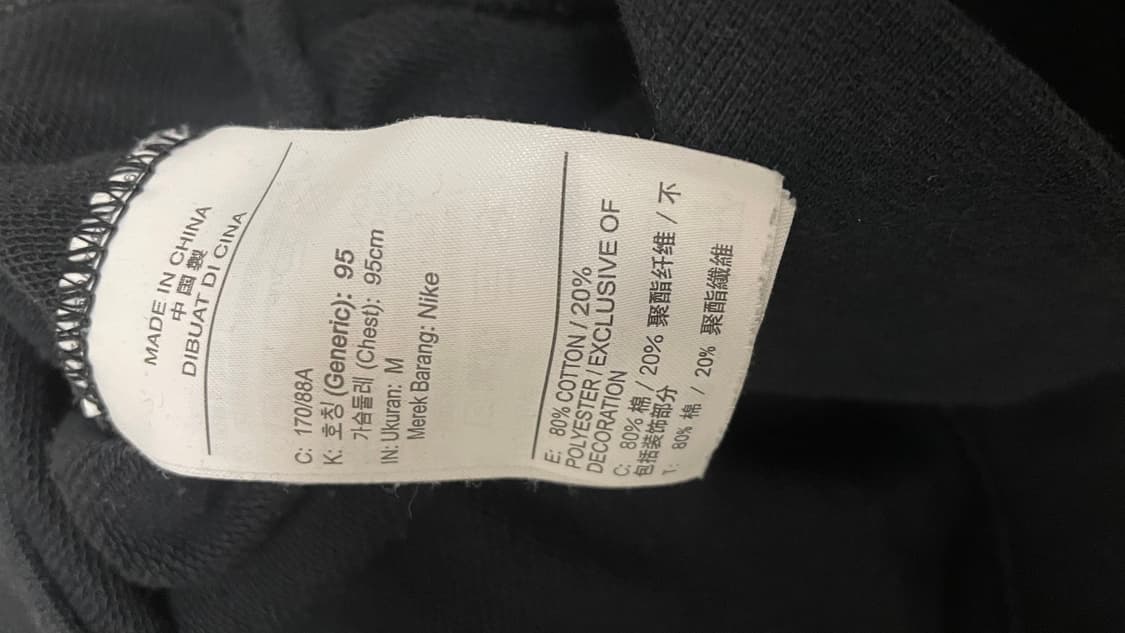 MADE IN CHINA
中國製
DIBUAT DI CINA
C: 170/88A
K: 호칭 (Generic): 95
가슴둘레 (Chest): 95cm
IN: Ukuran: M
Merek Barang: Nike
E: 80% COTTON / 20%
POLYESTER / EXCLUSIVE OF
DECORATION
C: 80% 棉 / 20% 聚酯纤维 / 不
包括装饰部分
T: 80% 棉 / 20% 聚酯纖維